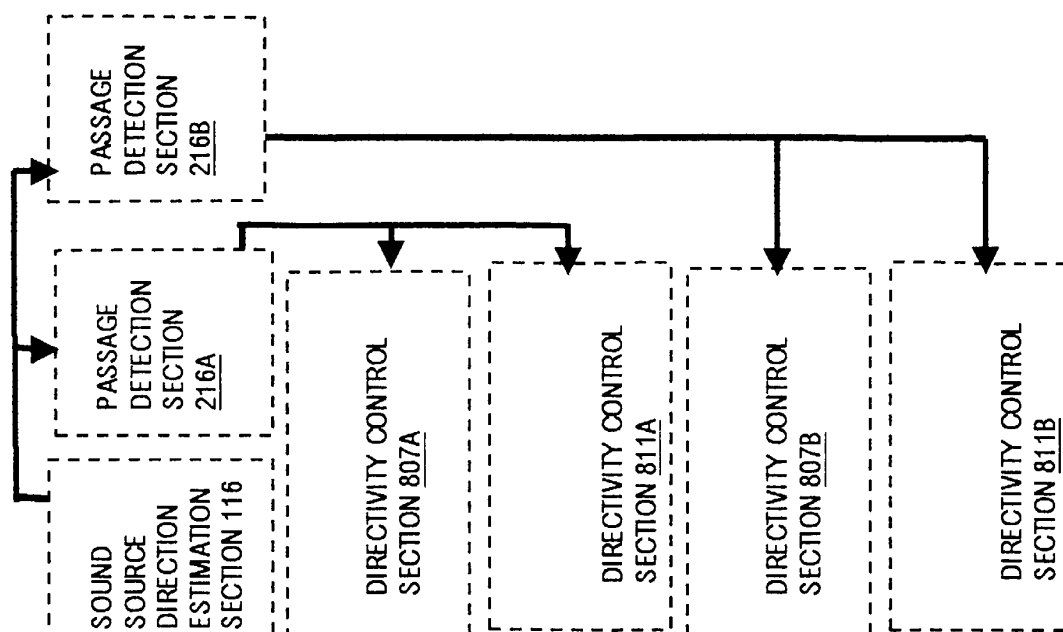 PASSAGE
DETECTION
SECTION
216B
PASSAGE
DETECTION
SECTION
216A
SOUND
SOURCE
DIRECTION
ESTIMATION
SECTION 116
DIRECTIVITY CONTROL
SECTION 807A
DIRECTIVITY CONTROL
SECTION 811A
DIRECTIVITY CONTROL
SECTION 807B
DIRECTIVITY CONTROL
SECTION 811B